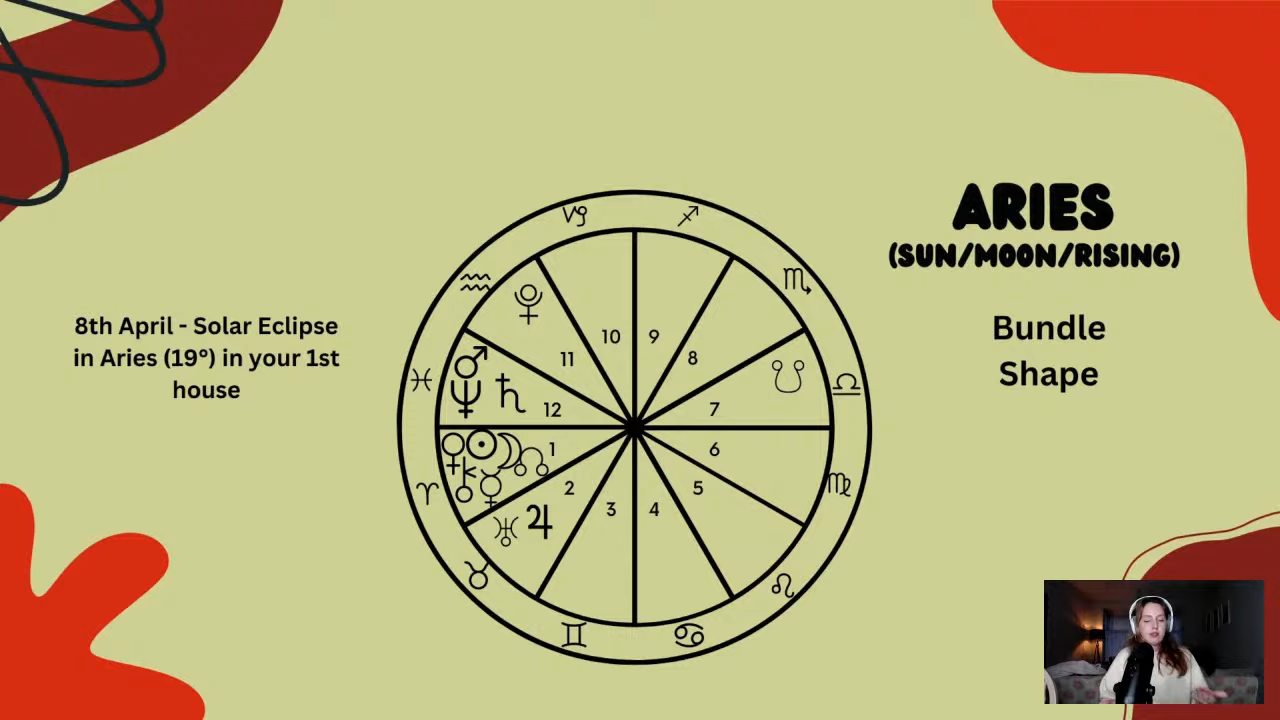 ARIES
(SUN/MOON/RISING)
Bundle
Shape
8th April - Solar Eclipse
in Aries (19°) in your 1st
house
♑ ♐
♒ ♏
♇
10 9
11 8
♂
♆ ♄
☋
♓ ♎
12 7
♀ ☉ ☽ ☊ 1 6
⚷ ☿
♈ ♍
2 5
3 4
♅ ♃
♉ ♌
♊ ♋